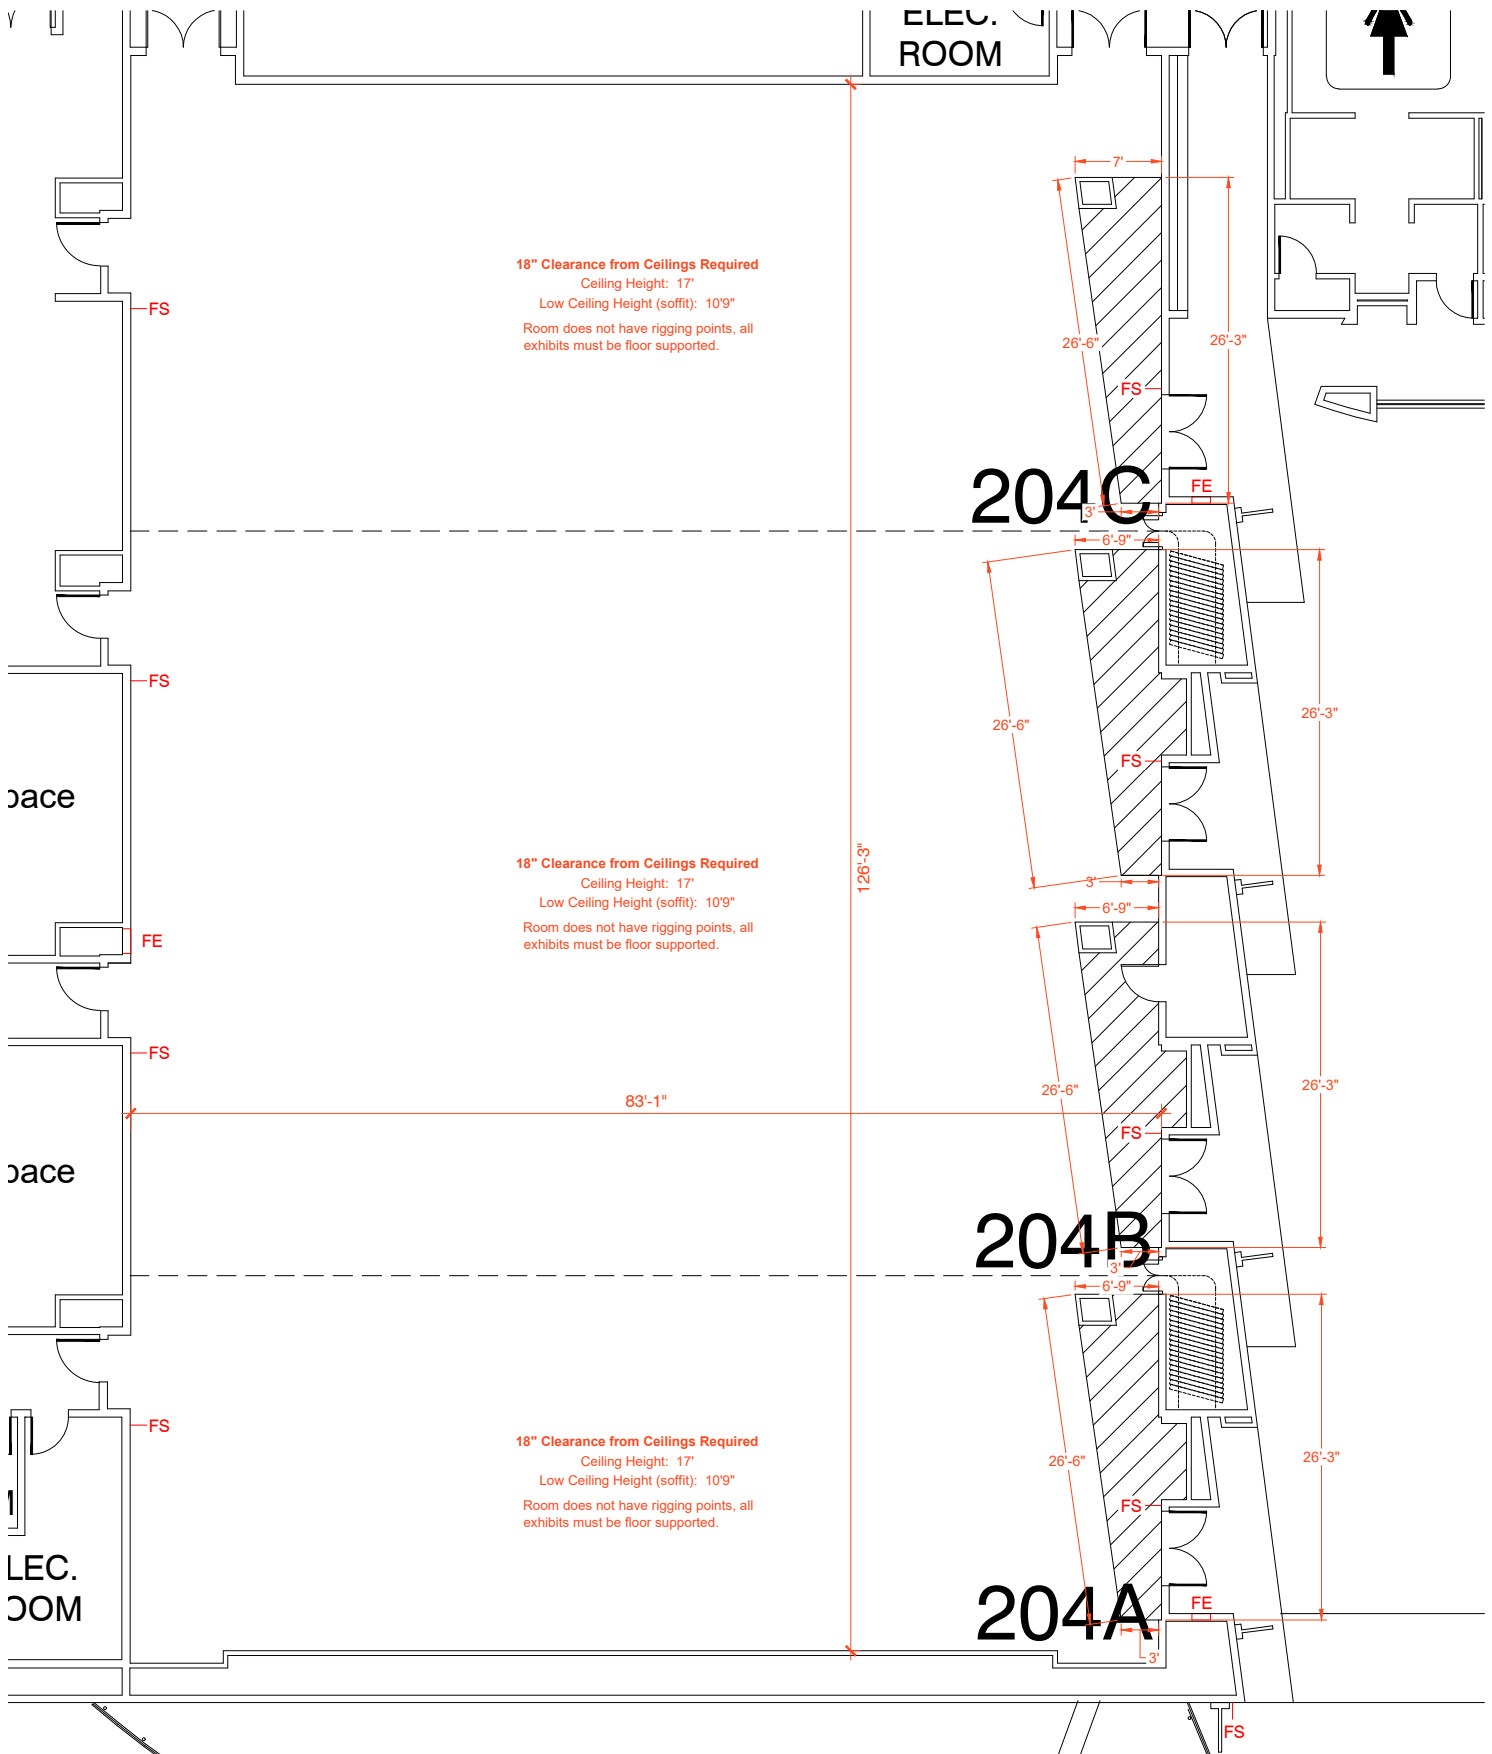 ELEC.
ROOM
7'
18" Clearance from Ceilings Required
Ceiling Height: 17'
Low Ceiling Height (soffit): 10'9"
Room does not have rigging points, all
exhibits must be floor supported.
FS
26'-6"
26'-3"
FS
204C
FE
3'
6'-9"
FS
26'-6"
26'-3"
FS
pace
18" Clearance from Ceilings Required
Ceiling Height: 17'
Low Ceiling Height (soffit): 10'9"
Room does not have rigging points, all
exhibits must be floor supported.
126'-3"
3'
6'-9"
FE
FS
26'-6"
26'-3"
83'-1"
FS
pace
204B
3'
6'-9"
FS
18" Clearance from Ceilings Required
Ceiling Height: 17'
Low Ceiling Height (soffit): 10'9"
Room does not have rigging points, all
exhibits must be floor supported.
26'-6"
26'-3"
FS
LEC.
OOM
204A
FE
3'
FS